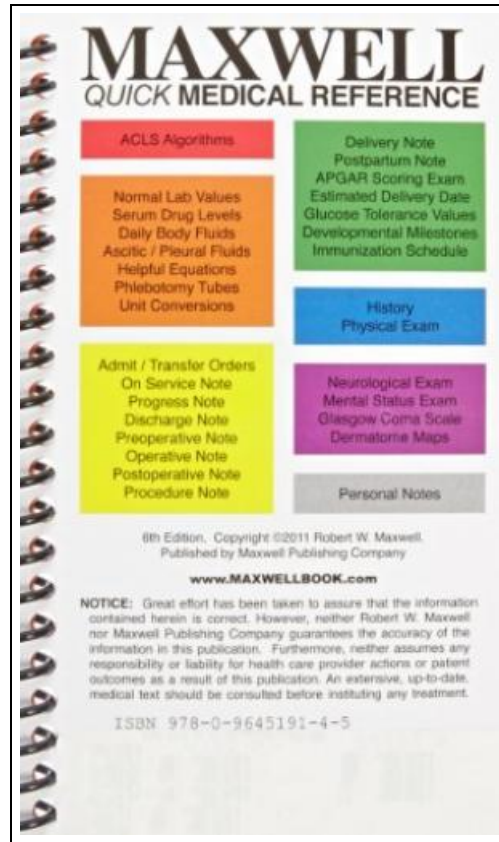 MAXWELL
QUICK MEDICAL REFERENCE
ACLS Algorithms
Normal Lab Values
Serum Drug Levels
Daily Body Fluids
Ascitic / Pleural Fluids
Helpful Equations
Phlebotomy Tubes
Unit Conversions
Admit / Transfer Orders
On Service Note
Progress Note
Discharge Note
Preoperative Note
Operative Note
Postoperative Note
Procedure Note
Delivery Note
Postpartum Note
APGAR Scoring Exam
Estimated Delivery Date
Glucose Tolerance Values
Developmental Milestones
Immunization Schedule
History
Physical Exam
Neurological Exam
Mental Status Exam
Glasgow Coma Scale
Dermatome Maps
Personal Notes
6th Edition. Copyright ©2011 Robert W. Maxwell.
Published by Maxwell Publishing Company
www.MAXWELLBOOK.com
NOTICE: Great effort has been taken to assure that the information
contained herein is correct. However, neither Robert W. Maxwell
nor Maxwell Publishing Company guarantees the accuracy of the
information in this publication. Furthermore, neither assumes any
responsibility or liability for health care provider actions or patient
outcomes as a result of this publication. An extensive, up-to-date,
medical text should be consulted before instituting any treatment.
ISBN 978-0-9645191-4-5